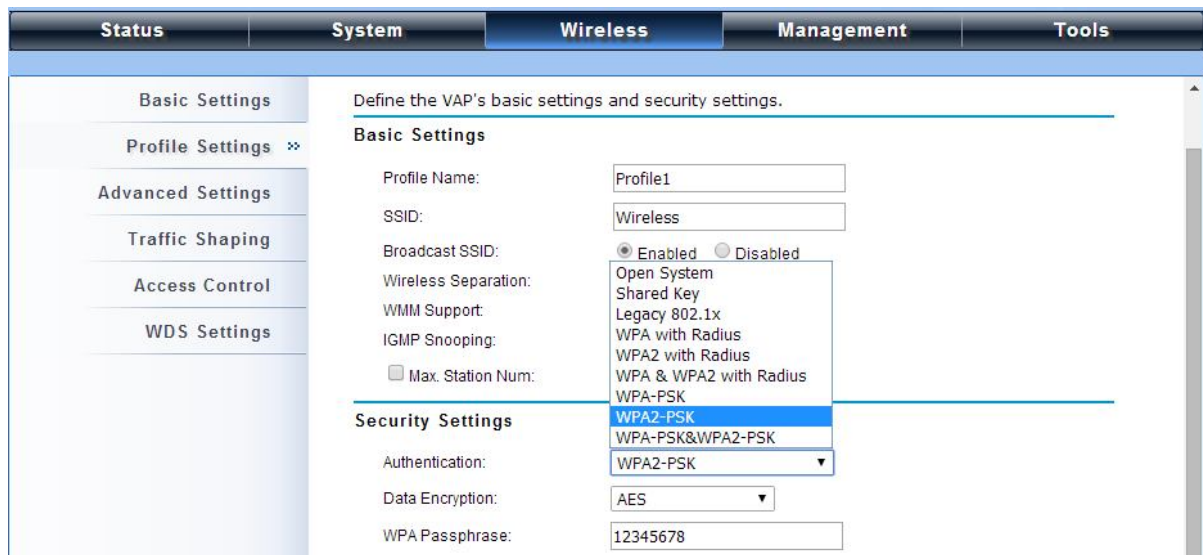 Status System Wireless Management Tools
Basic Settings
Profile Settings »
Advanced Settings
Traffic Shaping
Access Control
WDS Settings
Define the VAP's basic settings and security settings.
Basic Settings
Profile Name: Profile1
SSID: Wireless
Broadcast SSID: Enabled Disabled
Wireless Separation:
WMM Support:
IGMP Snooping:
Max. Station Num:
Open System
Shared Key
Legacy 802.1x
WPA with Radius
WPA2 with Radius
WPA & WPA2 with Radius
WPA-PSK
WPA2-PSK
WPA-PSK&WPA2-PSK
Security Settings
Authentication: WPA2-PSK
Data Encryption: AES
WPA Passphrase: 12345678